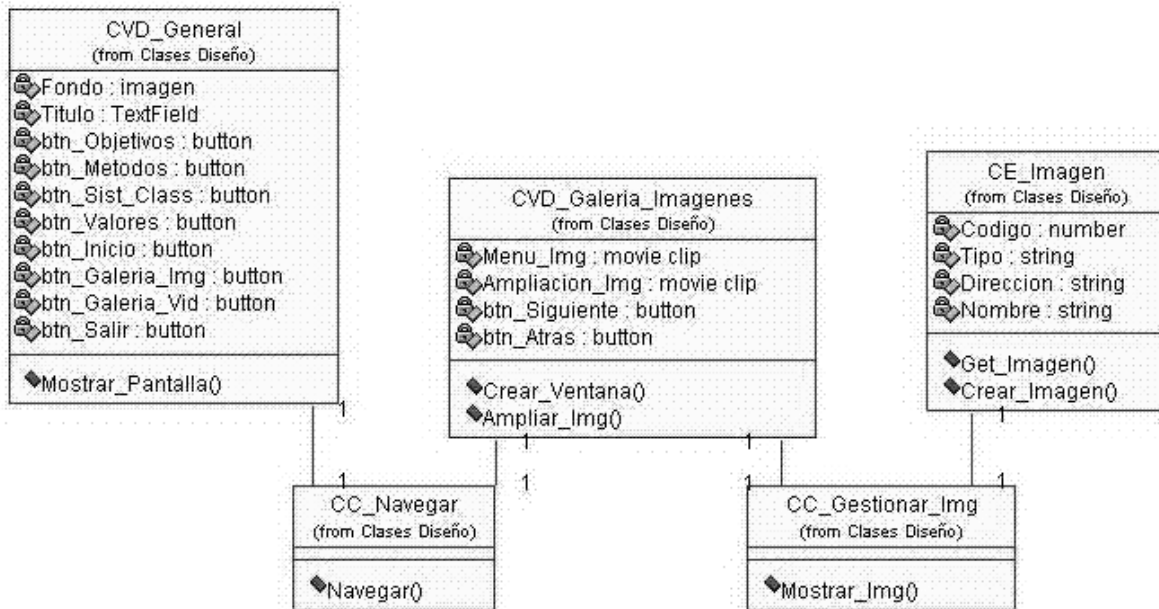 CVD_General
(from Clases Diseño)
Fondo : imagen
Titulo : TextField
btn_Objetivos : button
btn_Metodos : button
btn_Sist_Class : button
btn_Valores : button
btn_Inicio : button
btn_Galeria_Img : button
btn_Galeria_Vid : button
btn_Salir : button
Mostrar_Pantalla()
1
1
CVD_Galeria_Imagenes
(from Clases Diseño)
Menu_Img : movie clip
Ampliacion_Img : movie clip
btn_Siguiente : button
btn_Atras : button
Crear_Ventana()
Ampliar_Img()
1
1
1
1
CE_Imagen
(from Clases Diseño)
Codigo : number
Tipo : string
Direccion : string
Nombre : string
Get_Imagen()
Crear_Imagen()
1
1
CC_Navegar
(from Clases Diseño)
Navegar()
CC_Gestionar_Img
(from Clases Diseño)
Mostrar_Img()